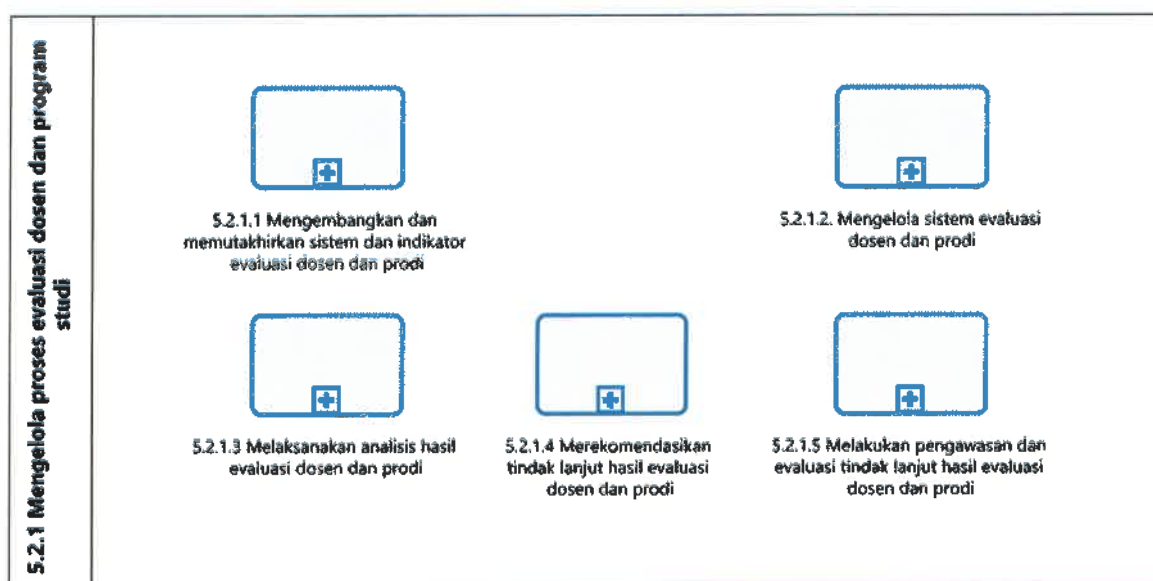 5.2.1 Mengelola proses evaluasi dosen dan program
studi
5.2.1.1 Mengembangkan dan
memutakhirkan sistem dan indikator
evaluasi dosen dan prodi
5.2.1.2. Mengelola sistem evaluasi
dosen dan prodi
5.2.1.3 Melaksanakan analisis hasil
evaluasi dosen dan prodi
5.2.1.4 Merekomendasikan
tindak lanjut hasil evaluasi
dosen dan prodi
5.2.1.5 Melakukan pengawasan dan
evaluasi tindak lanjut hasil evaluasi
dosen dan prodi